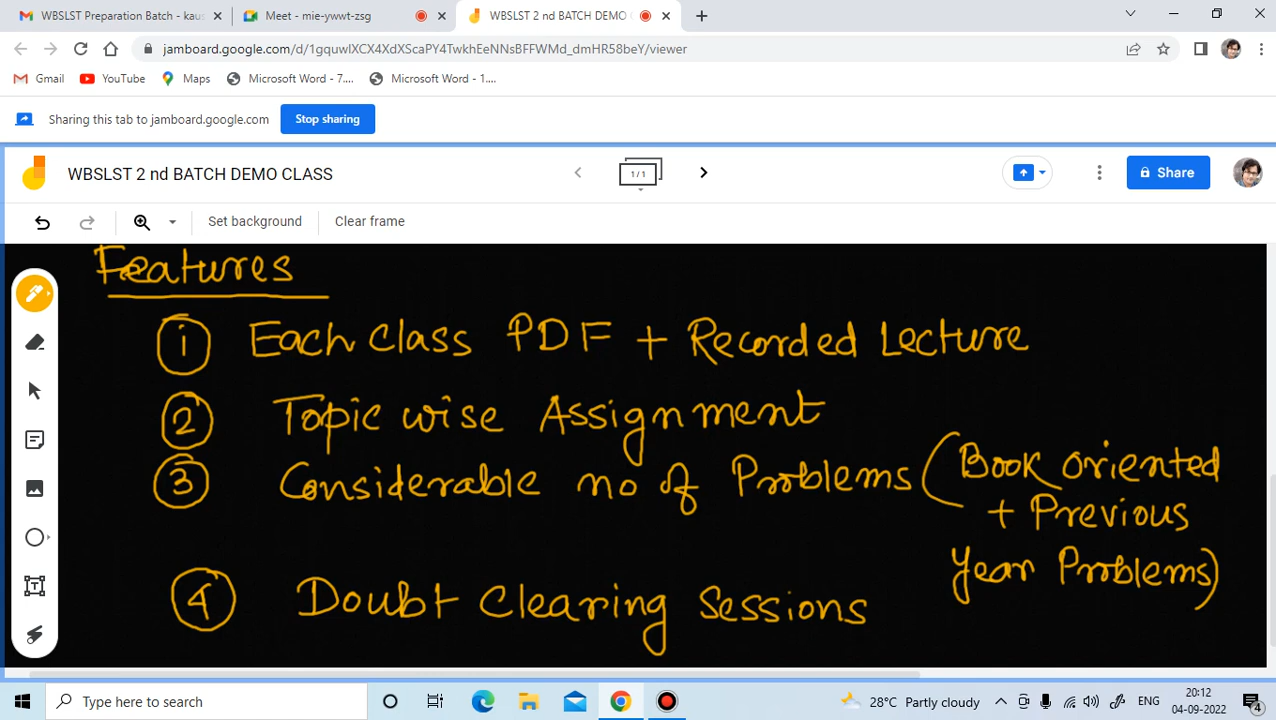 WBSLST Preparation Batch - kaus
Meet - mie-ywwt-zsg
WBSLST 2 nd BATCH DEMO C
jamboard.google.com/d/1gquwlXCX4XdXScaPY4TwkhEeNNsBFFWMd_dmHR58beY/viewer
Gmail YouTube Maps Microsoft Word - 7.... Microsoft Word - 1....
Sharing this tab to jamboard.google.com Stop sharing
WBSLST 2 nd BATCH DEMO CLASS 1/1 Share
Set background Clear frame
Features
1 Each class PDF + Recorded Lecture
2 Topic wise Assignment
3 Considerable no of Problems (Book oriented
+ Previous
year Problems)
4 Doubt clearing sessions
Type here to search 28°C Partly cloudy ENG 20:12
04-09-2022 4